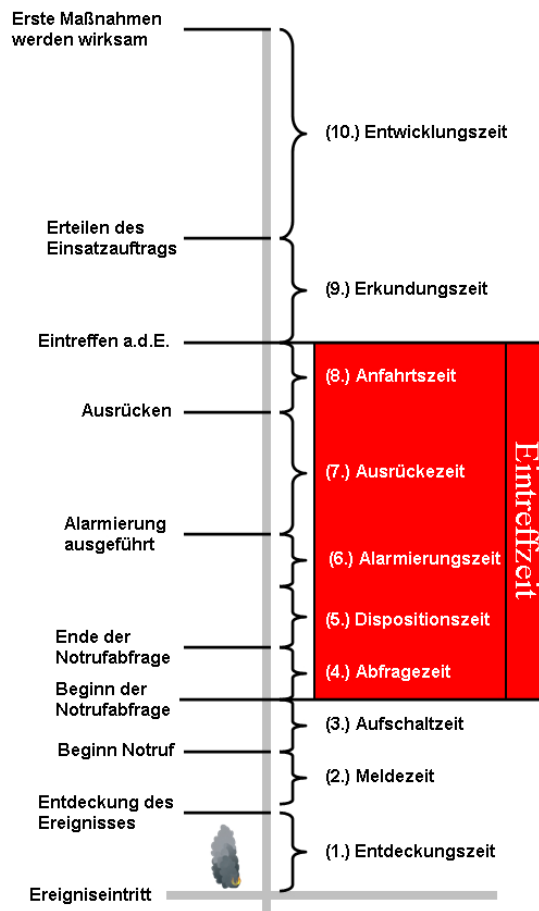 Erste Maßnahmen
werden wirksam
(10.) Entwicklungszeit
Erteilen des
Einsatzauftrags
(9.) Erkundungszeit
Eintreffen a.d.E.
(8.) Anfahrtszeit
Ausrücken
(7.) Ausrückezeit
Eintreffzeit
Alarmierung
ausgeführt
(6.) Alarmierungszeit
(5.) Dispositionszeit
Ende der
Notrufabfrage
(4.) Abfragezeit
Beginn der
Notrufabfrage
(3.) Aufschaltzeit
Beginn Notruf
(2.) Meldezeit
Entdeckung des
Ereignisses
(1.) Entdeckungszeit
Ereigniseintritt